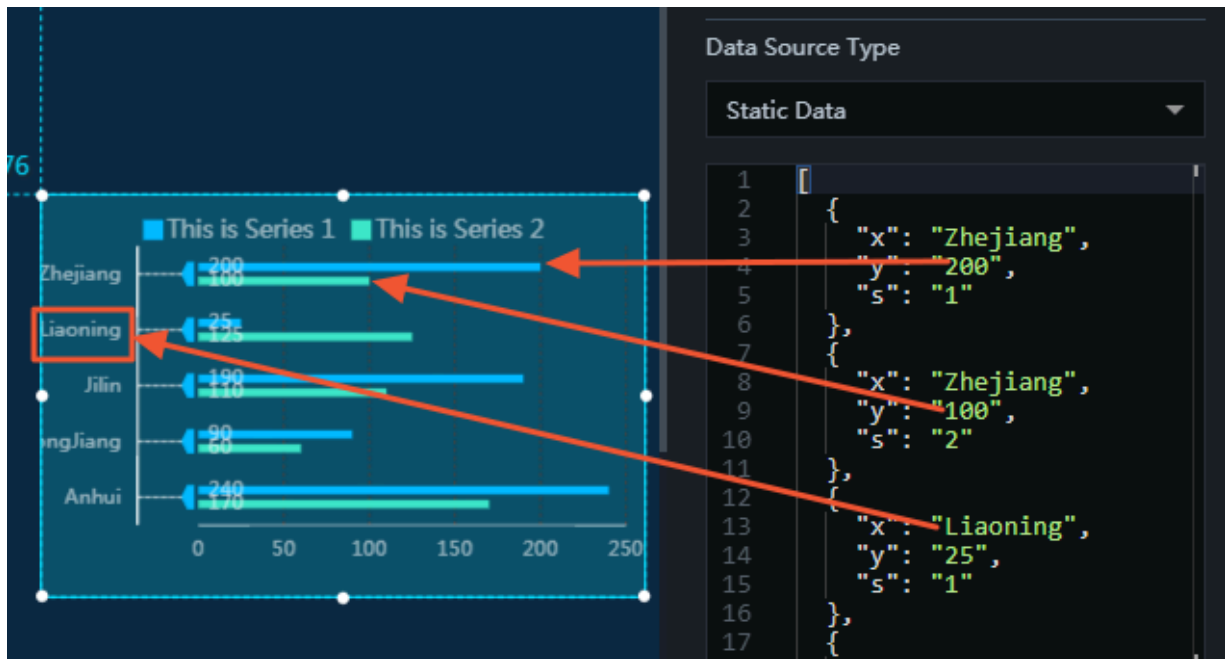 Data Source Type
Static Data
76
This is Series 1 This is Series 2
Zhejiang 200
100
Liaoning 25
125
Jilin 190
110
ongJiang 90
60
Anhui 240
170
0 50 100 150 200 250
1 [
2 {
3 "x": "Zhejiang",
4 "y": "200",
5 "s": "1"
6 },
7 {
8 "x": "Zhejiang",
9 "y": "100",
10 "s": "2"
11 },
12 {
13 "x": "Liaoning",
14 "y": "25",
15 "s": "1"
16 },
17 {